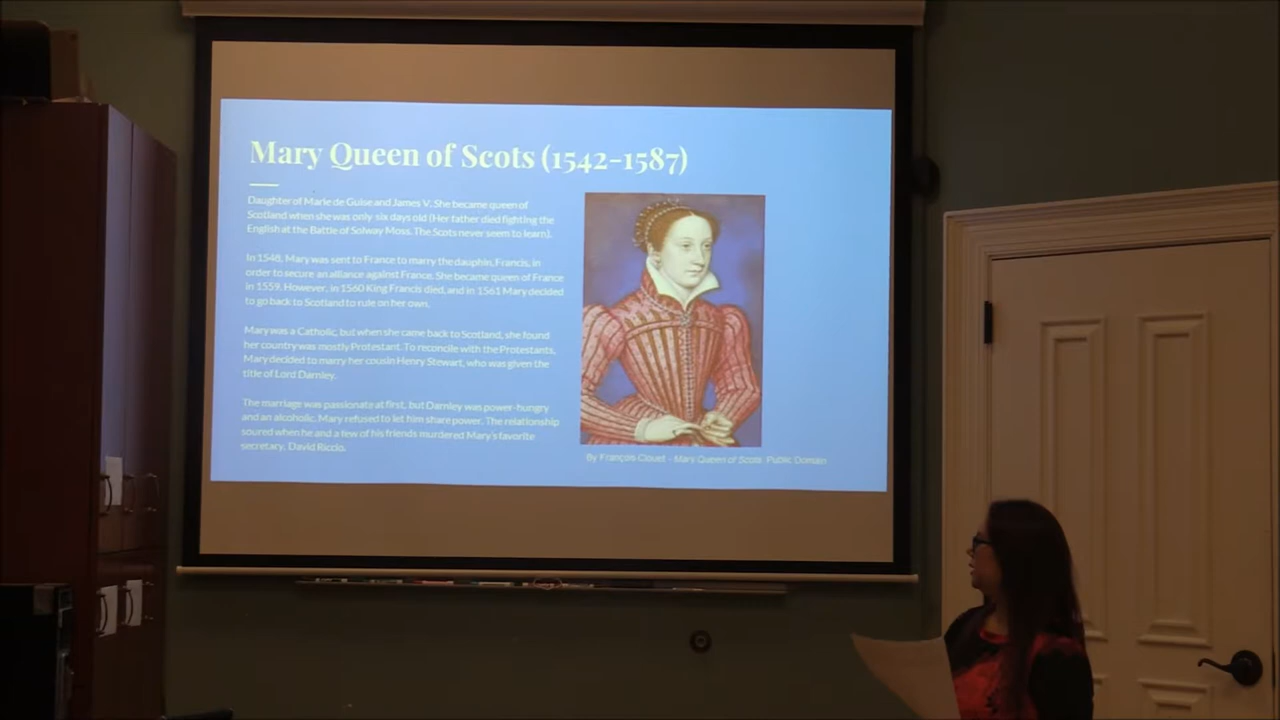 Mary Queen of Scots (1542-1587)
Daughter of Marie de Guise and James V. She became queen of
Scotland when she was only six days old (Her father died fighting the
English at the Battle of Solway Moss. The Scots never seem to learn).
In 1548, Mary was sent to France to marry the dauphin, Francis, in
order to secure an alliance against France. She became queen of France
in 1559. However, in 1560 King Francis died, and in 1561 Mary decided
to go back to Scotland to rule on her own.
Mary was a Catholic, but when she came back to Scotland, she found
her country was mostly Protestant. To reconcile with the Protestants,
Mary decided to marry her cousin Henry Stewart, who was given the
title of Lord Darnley.
The marriage was passionate at first, but Darnley was power-hungry
and an alcoholic. Mary refused to let him share power. The relationship
soured when he and a few of his friends murdered Mary's favorite
secretary, David Riccio.
By François Clouet - Mary Queen of Scots. Public Domain